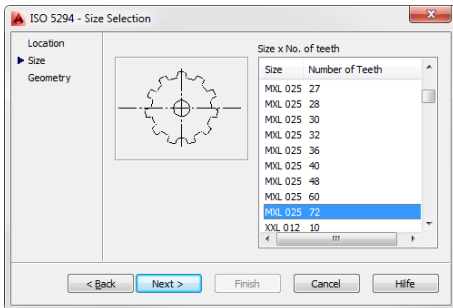 ISO 5294 - Size Selection
Location
Size
Geometry
Size x No. of teeth
Size Number of Teeth
MXL 025 27
MXL 025 28
MXL 025 30
MXL 025 32
MXL 025 36
MXL 025 40
MXL 025 48
MXL 025 60
MXL 025 72
XXL 012 10
< Back
Next >
Finish
Cancel
Hilfe